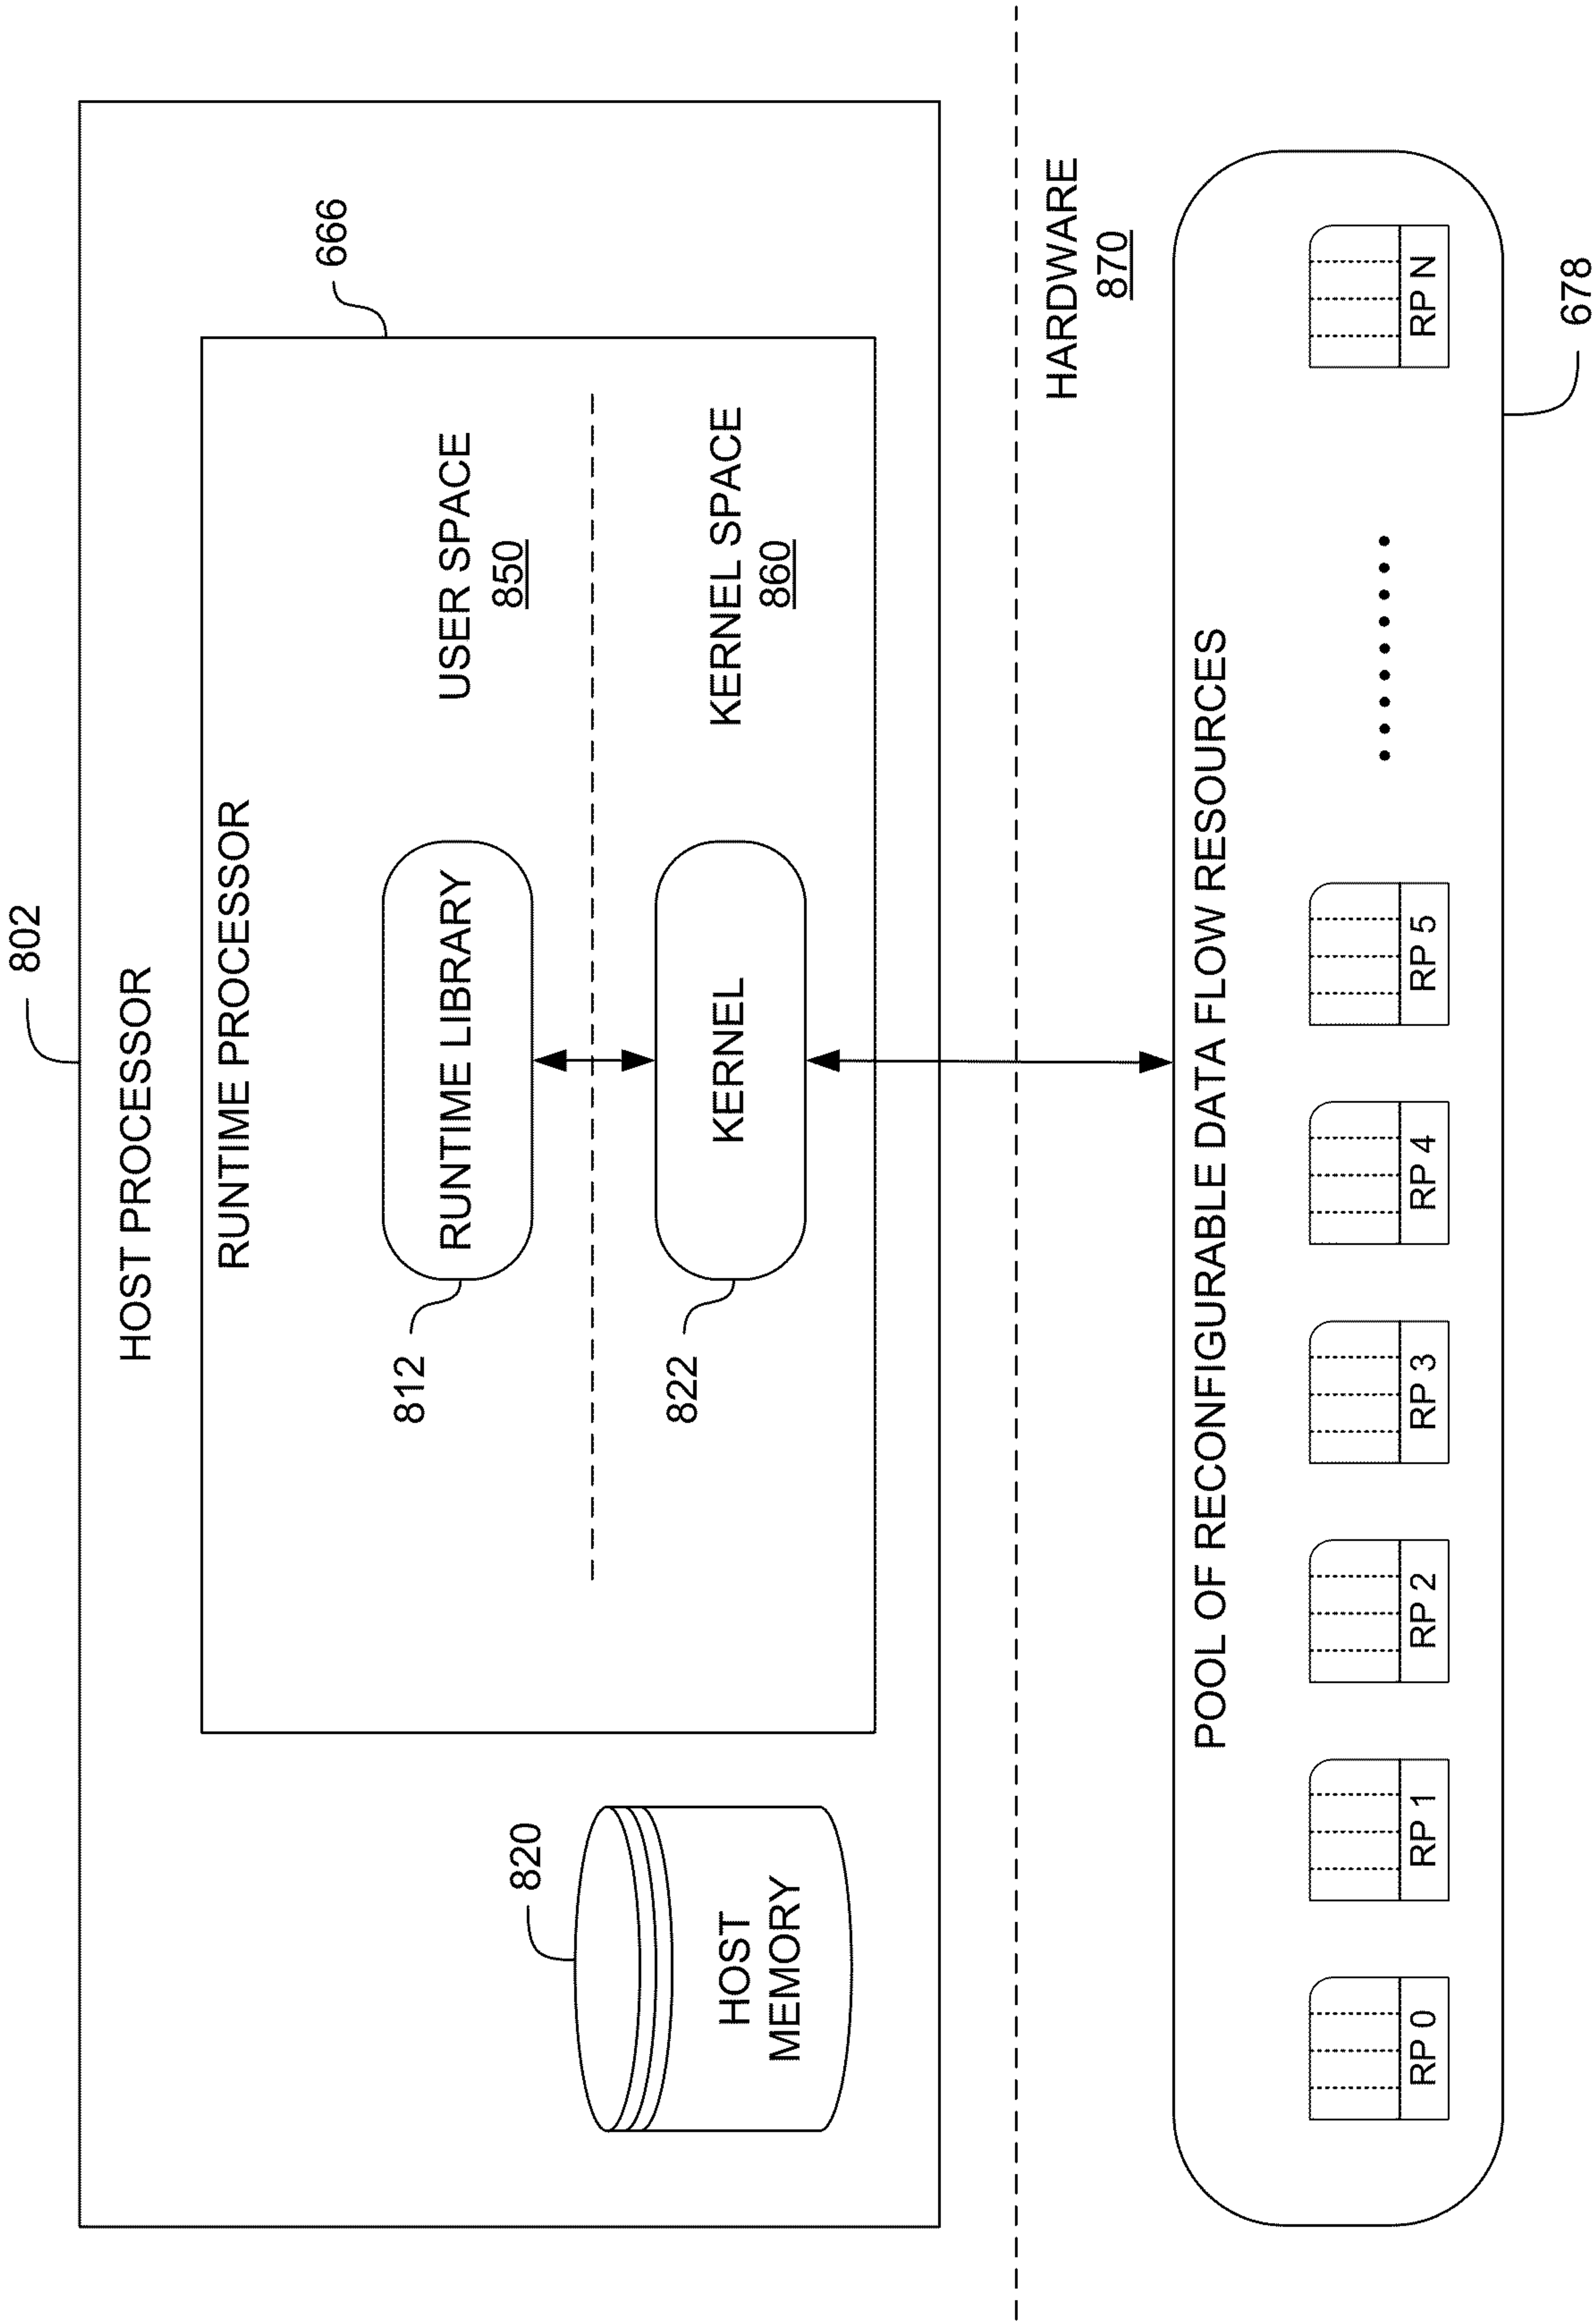 802
HOST PROCESSOR
666
RUNTIME PROCESSOR
812
RUNTIME LIBRARY
USER SPACE
850
820
HOST
MEMORY
822
KERNEL
KERNEL SPACE
860
HARDWARE
870
POOL OF RECONFIGURABLE DATA FLOW RESOURCES
RP 0
RP 1
RP 2
RP 3
RP 4
RP 5
RP N
678